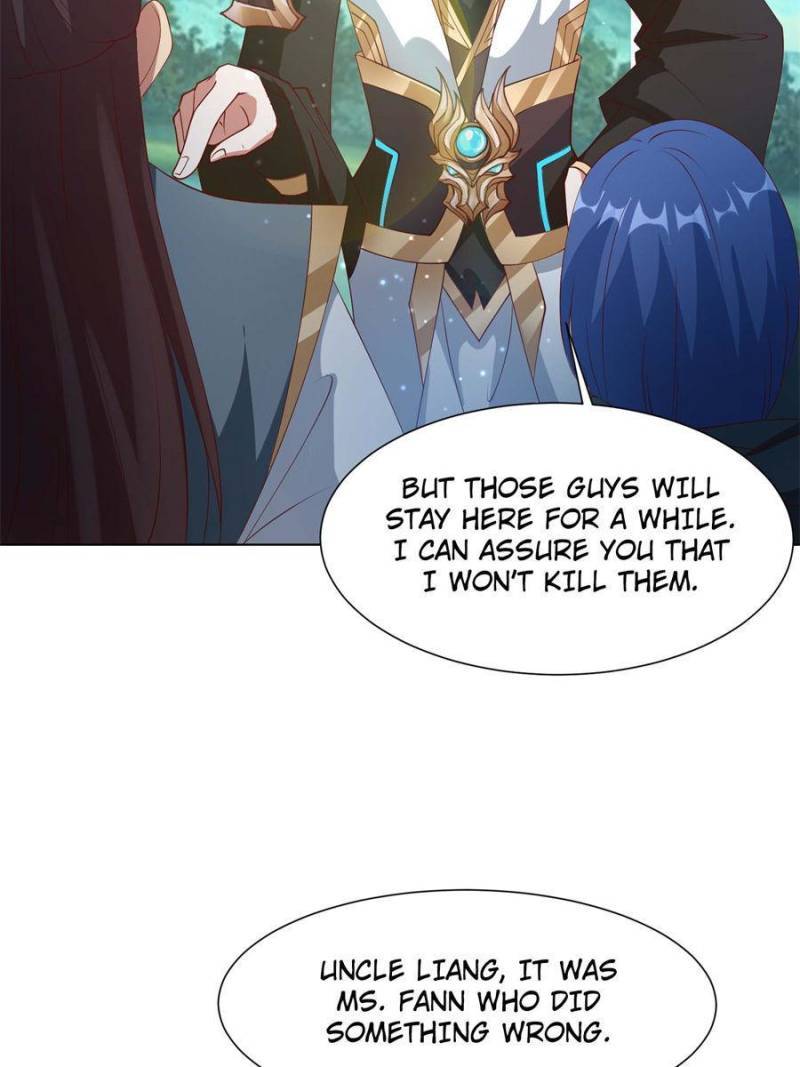 BUT THOSE GUYS WILL
STAY HERE FOR A WHILE.
I CAN ASSURE YOU THAT
I WON'T KILL THEM.
UNCLE LIANG, IT WAS
MS. FANN WHO DID
SOMETHING WRONG.